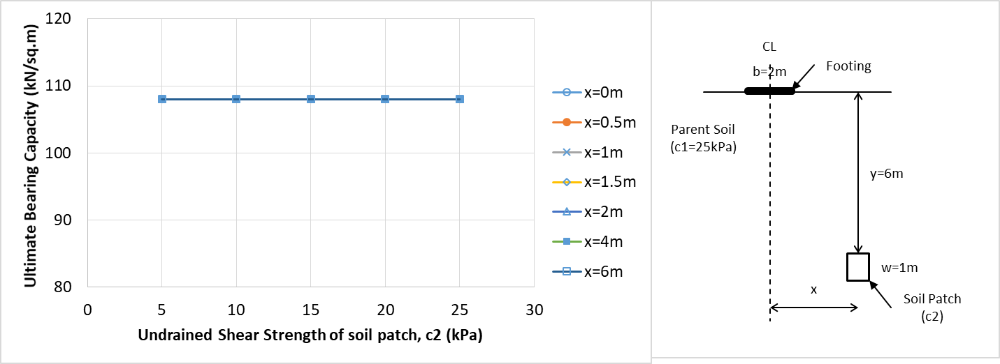 Ultimate Bearing Capacity (kN/sq.m)
120
110
100
90
80
0
5
10
15
20
25
30
Undrained Shear Strength of soil patch, c2 (kPa)
x=0m
x=0.5m
x=1m
x=1.5m
x=2m
x=4m
x=6m
CL
b=2m
Footing
Parent Soil
(c1=25kPa)
y=6m
w=1m
x
Soil Patch
(c2)